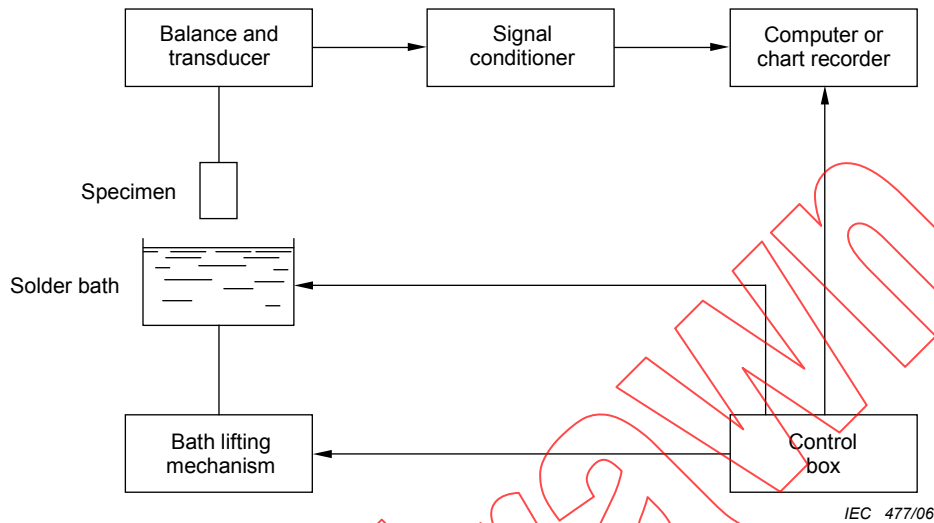 Balance and
transducer
Signal
conditioner
Computer or
chart recorder
Specimen
Solder bath
Bath lifting
mechanism
Control
box
IEC 477/06